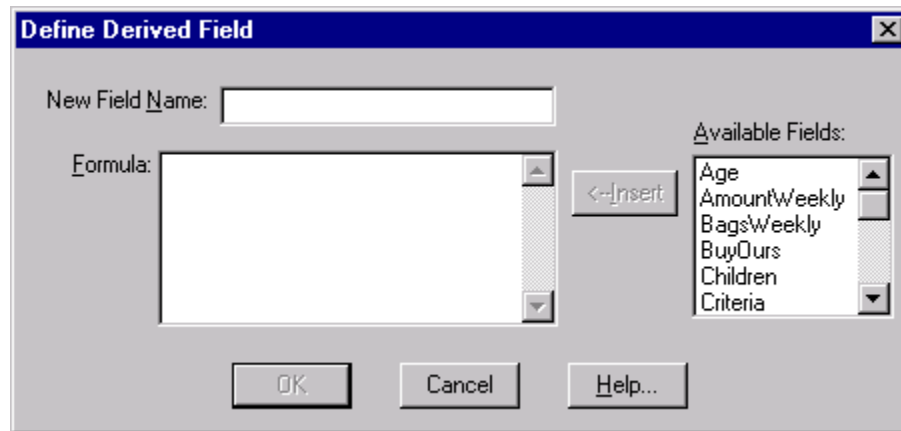 Define Derived Field
New Field Name:
Available Fields:
Formula:
<--Insert
Age
AmountWeekly
BagsWeekly
BuyOurs
Children
Criteria
OK
Cancel
Help...